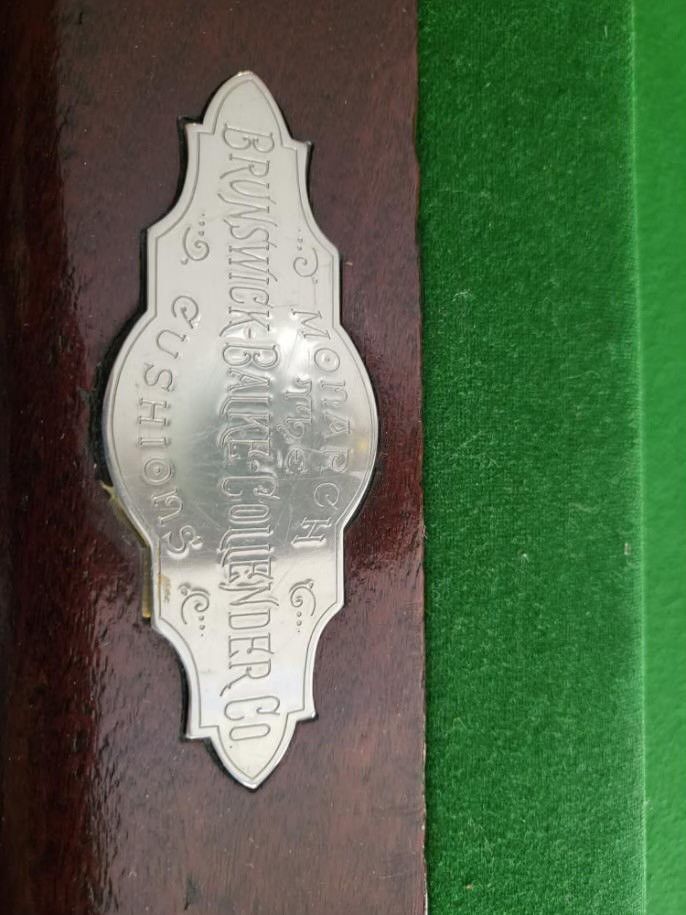 MONARCH
THE
BRUNSWICK-BALKE-COLLENDER CO
CUSHIONS